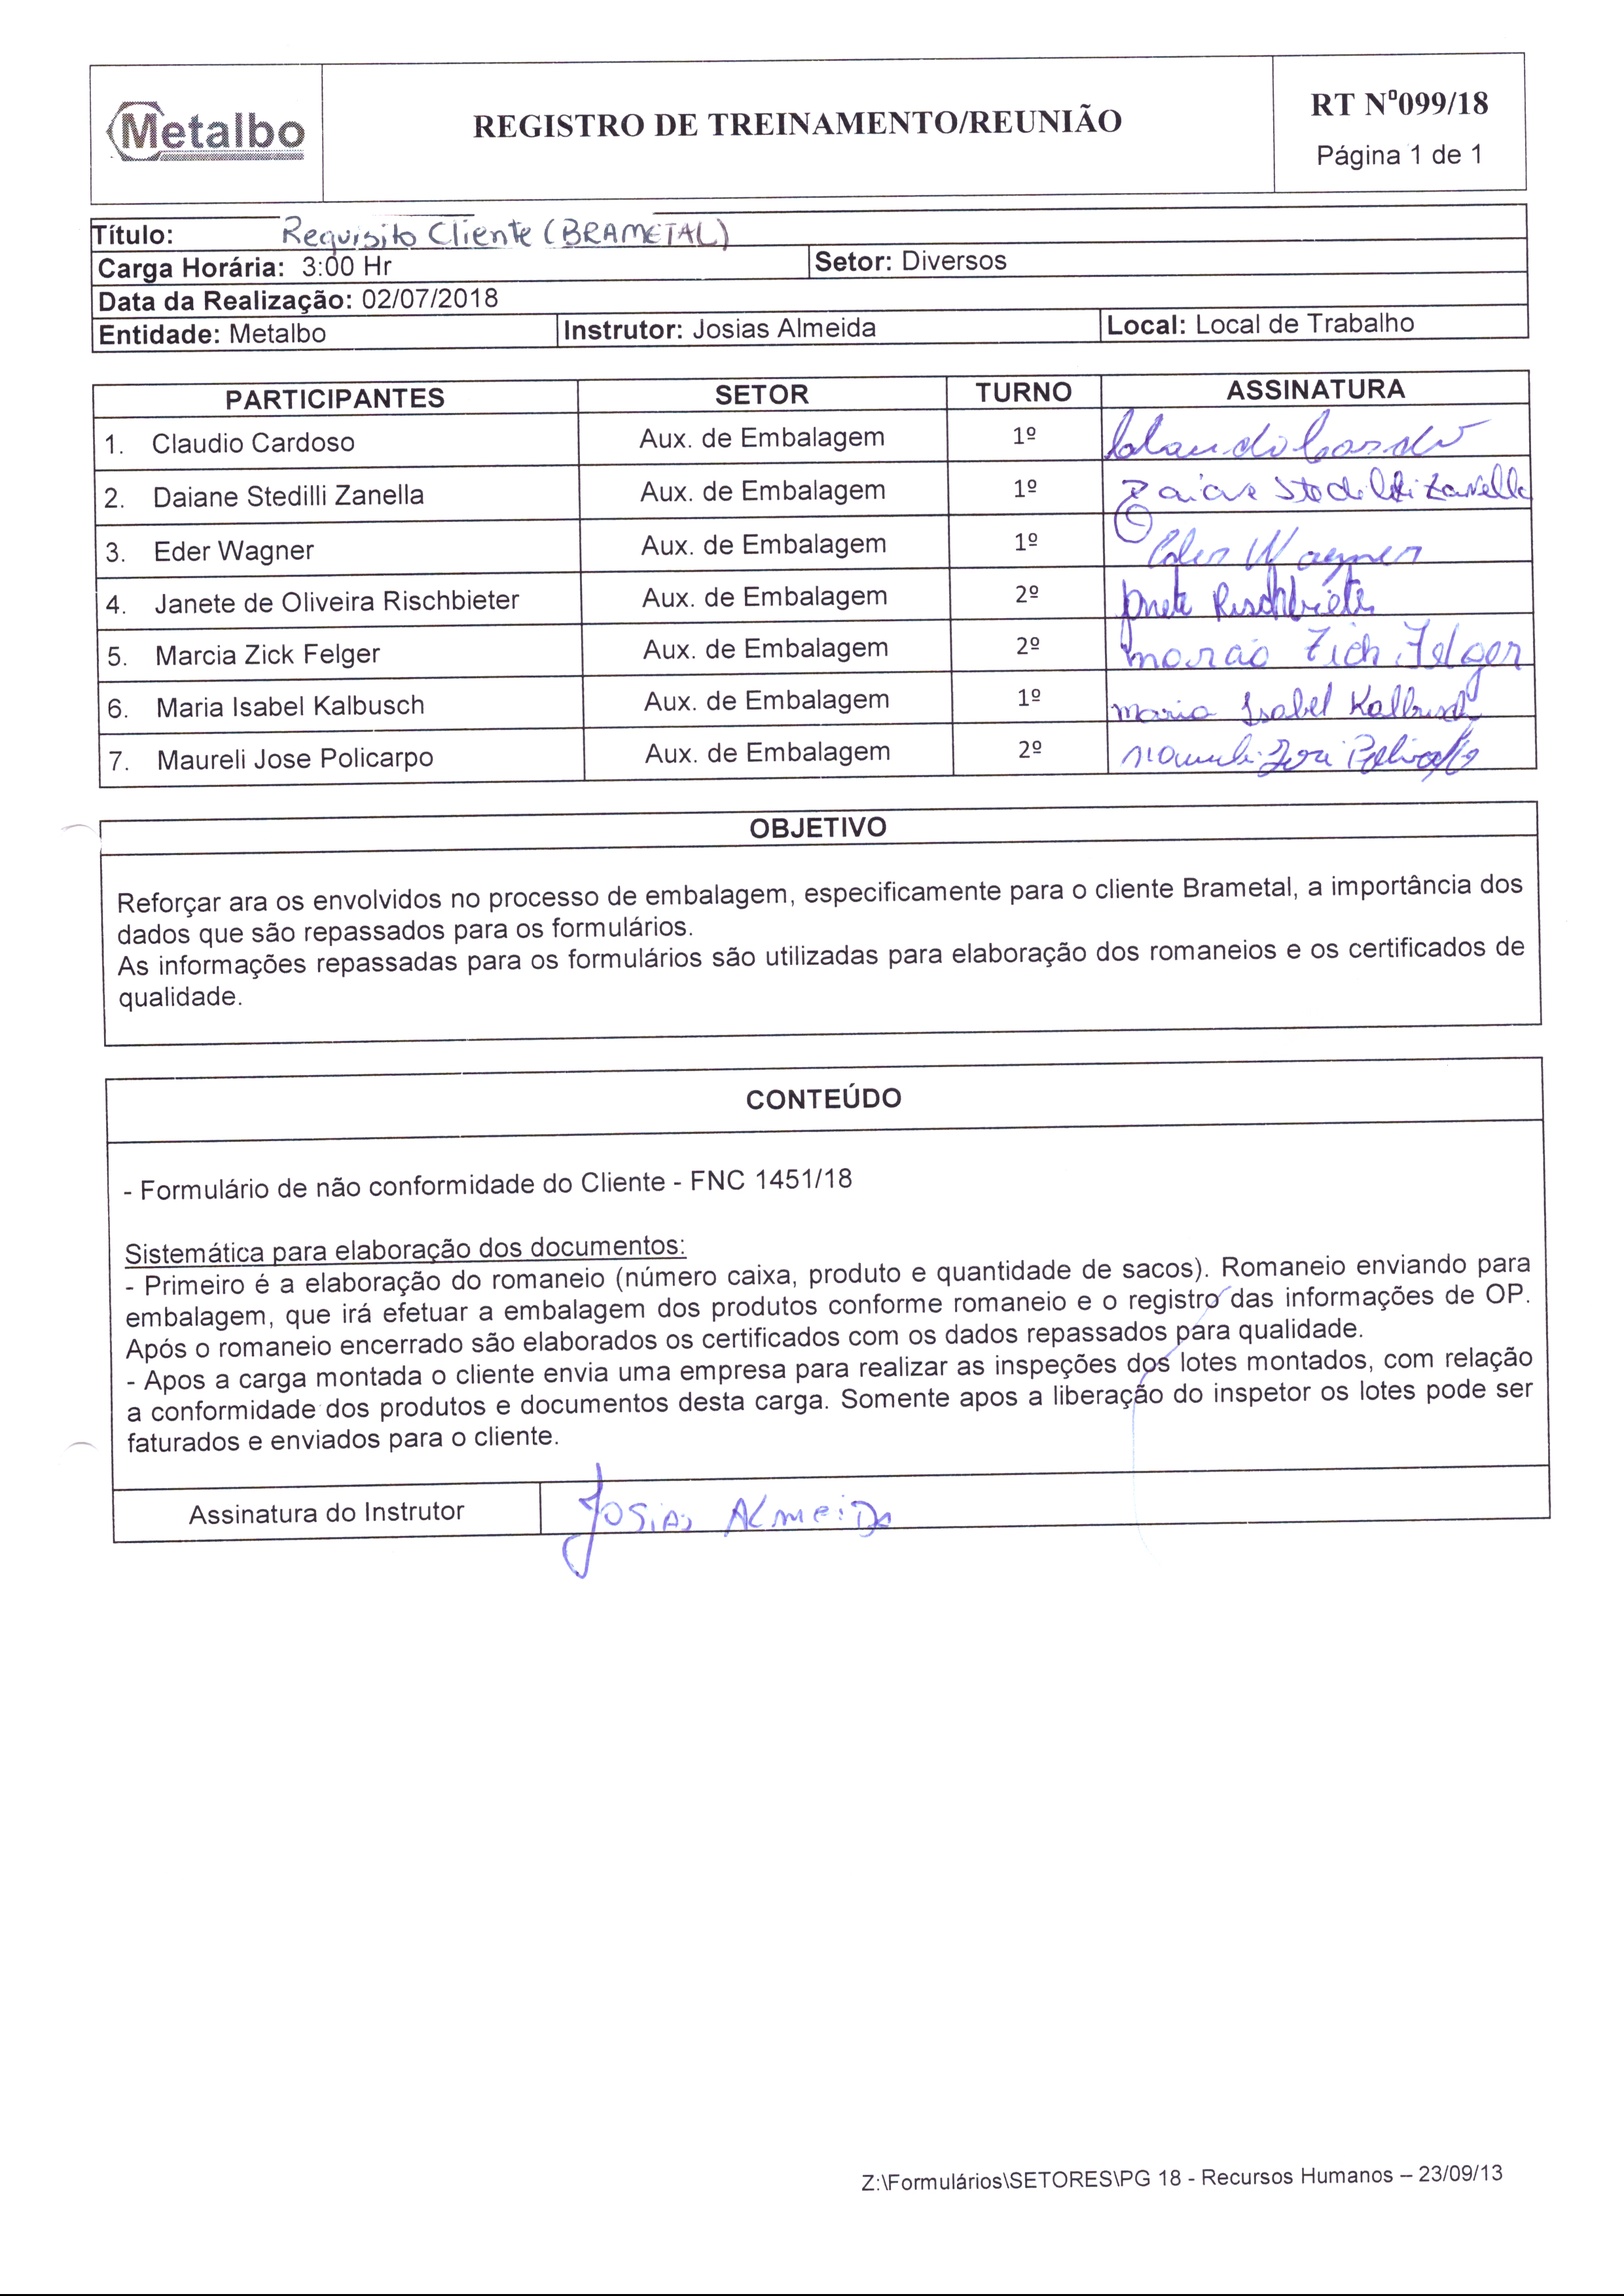 Metalbo
REGISTRO DE TREINAMENTO/REUNIÃO
RT Nº099/18
Página 1 de 1
Título: Requisito Cliente (BRAMETAL)
Carga Horária: 3:00 Hr Setor: Diversos
Data da Realização: 02/07/2018
Entidade: Metalbo Instrutor: Josias Almeida Local: Local de Trabalho
PARTICIPANTES SETOR TURNO ASSINATURA
1. Claudio Cardoso Aux. de Embalagem 1º
2. Daiane Stedilli Zanella Aux. de Embalagem 1º
3. Eder Wagner Aux. de Embalagem 1º Eder Wagner
4. Janete de Oliveira Rischbieter Aux. de Embalagem 2º Janete Rischbieter
5. Marcia Zick Felger Aux. de Embalagem 2º
6. Maria Isabel Kalbusch Aux. de Embalagem 1º Maria Isabel Kalbusch
7. Maureli Jose Policarpo Aux. de Embalagem 2º
OBJETIVO
Reforçar ara os envolvidos no processo de embalagem, especificamente para o cliente Brametal, a importância dos
dados que são repassados para os formulários.
As informações repassadas para os formulários são utilizadas para elaboração dos romaneios e os certificados de
qualidade.
CONTEÚDO
- Formulário de não conformidade do Cliente - FNC 1451/18
Sistemática para elaboração dos documentos:
- Primeiro é a elaboração do romaneio (número caixa, produto e quantidade de sacos). Romaneio enviando para
embalagem, que irá efetuar a embalagem dos produtos conforme romaneio e o registro das informações de OP.
Após o romaneio encerrado são elaborados os certificados com os dados repassados para qualidade.
- Apos a carga montada o cliente envia uma empresa para realizar as inspeções dos lotes montados, com relação
a conformidade dos produtos e documentos desta carga. Somente apos a liberação do inspetor os lotes pode ser
faturados e enviados para o cliente.
Assinatura do Instrutor Josias Almeida
Z:\Formulários\SETORES\PG 18 - Recursos Humanos – 23/09/13